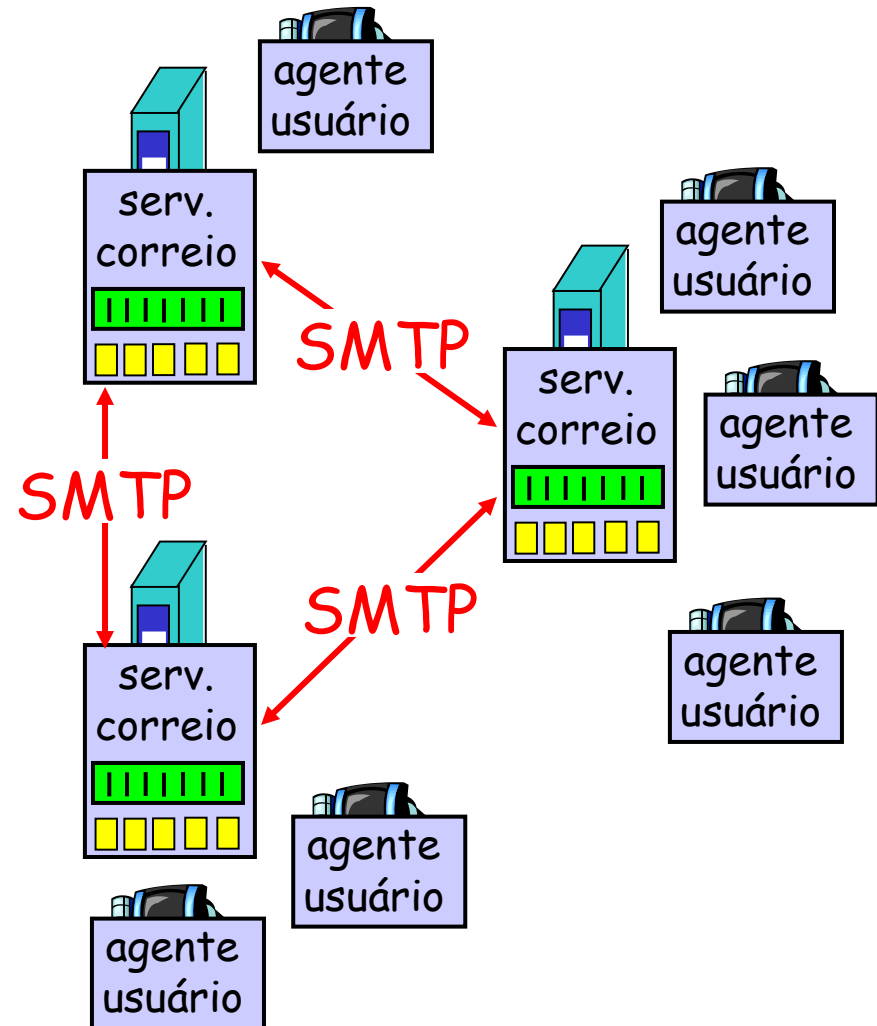 agente
usuário
serv.
correio
agente
usuário
SMTP
serv.
correio
agente
usuário
SMTP
SMTP
serv.
correio
agente
usuário
agente
usuário
agente
usuário